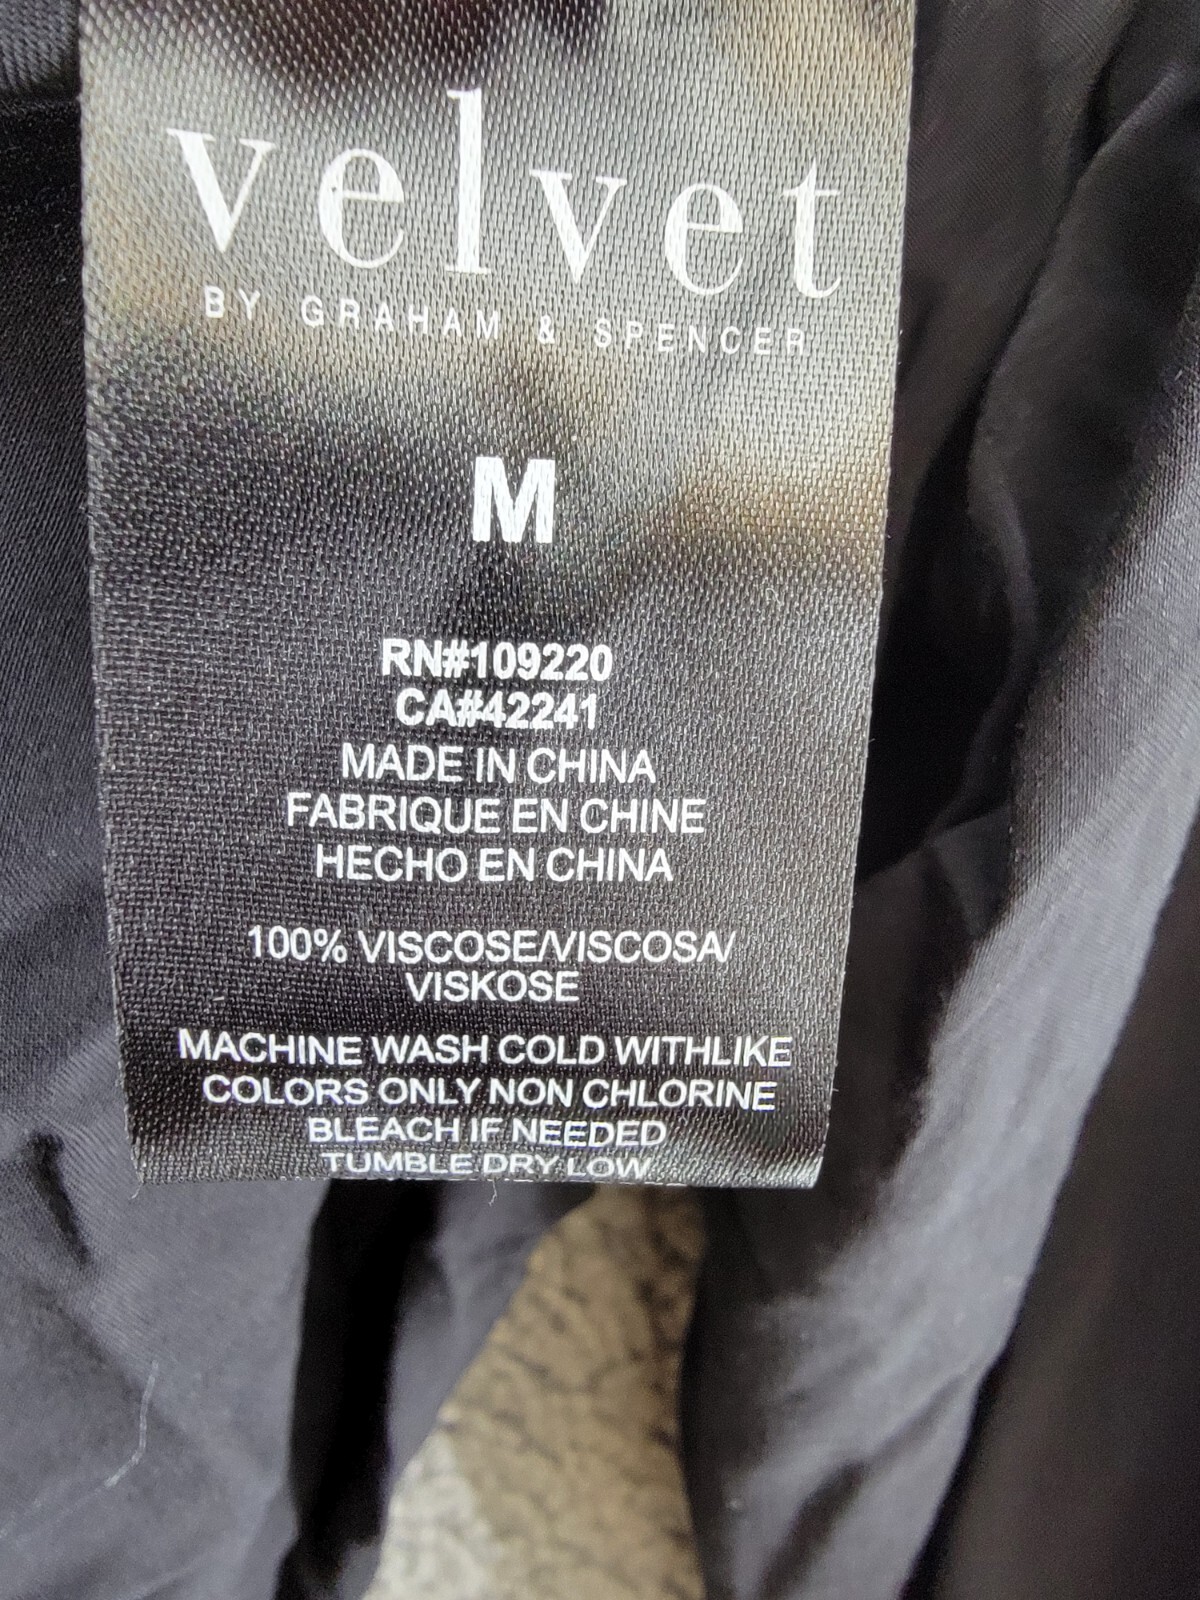 velvet
BY GRAHAM & SPENCER
M
RN#109220
CA#42241
MADE IN CHINA
FABRIQUE EN CHINE
HECHO EN CHINA
100% VISCOSE/VISCOSA/
VISKOSE
MACHINE WASH COLD WITHLIKE
COLORS ONLY NON CHLORINE
BLEACH IF NEEDED
TUMBLE DRY LOW